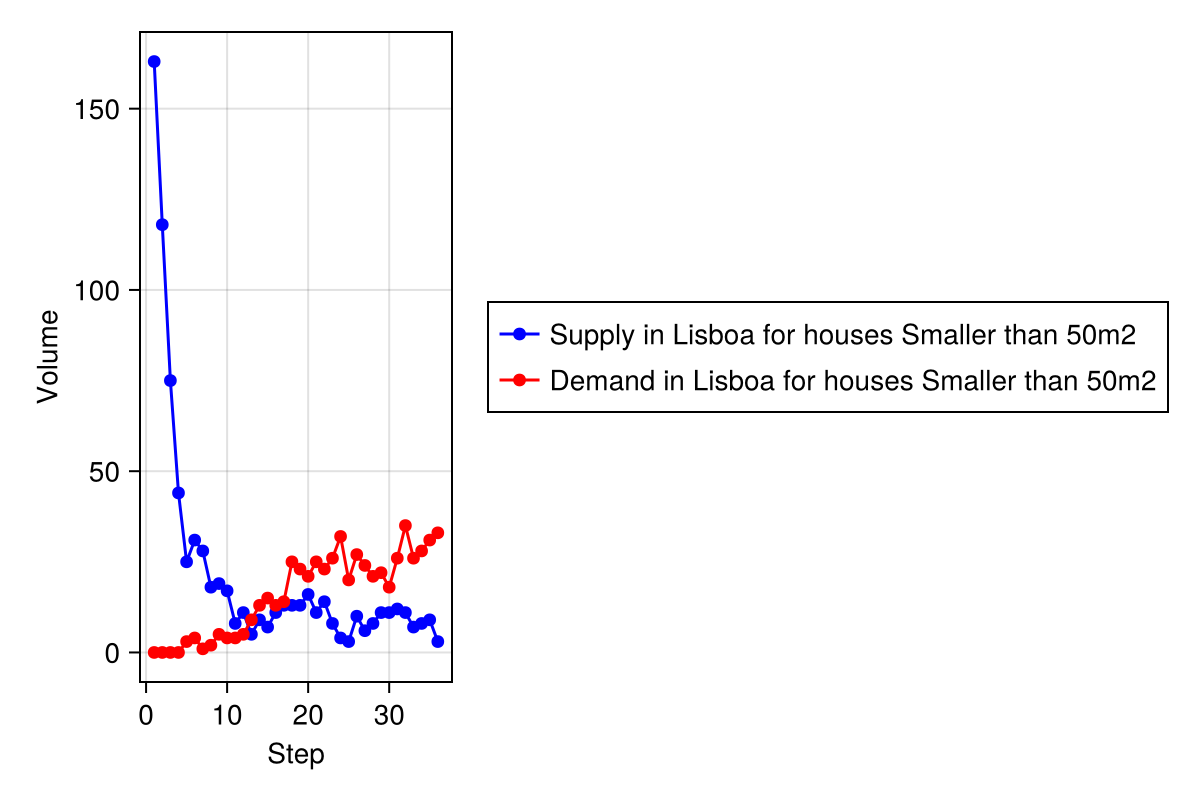 Volume
150
100
50
0
0 10 20 30
Step
Supply in Lisboa for houses Smaller than 50m2
Demand in Lisboa for houses Smaller than 50m2